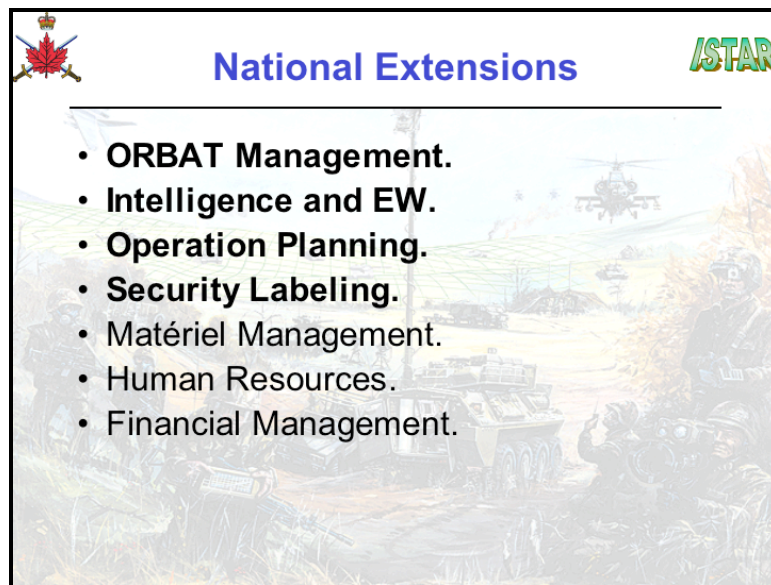 National Extensions
ISTAR
• ORBAT Management.
• Intelligence and EW.
• Operation Planning.
• Security Labeling.
• Matériel Management.
• Human Resources.
• Financial Management.